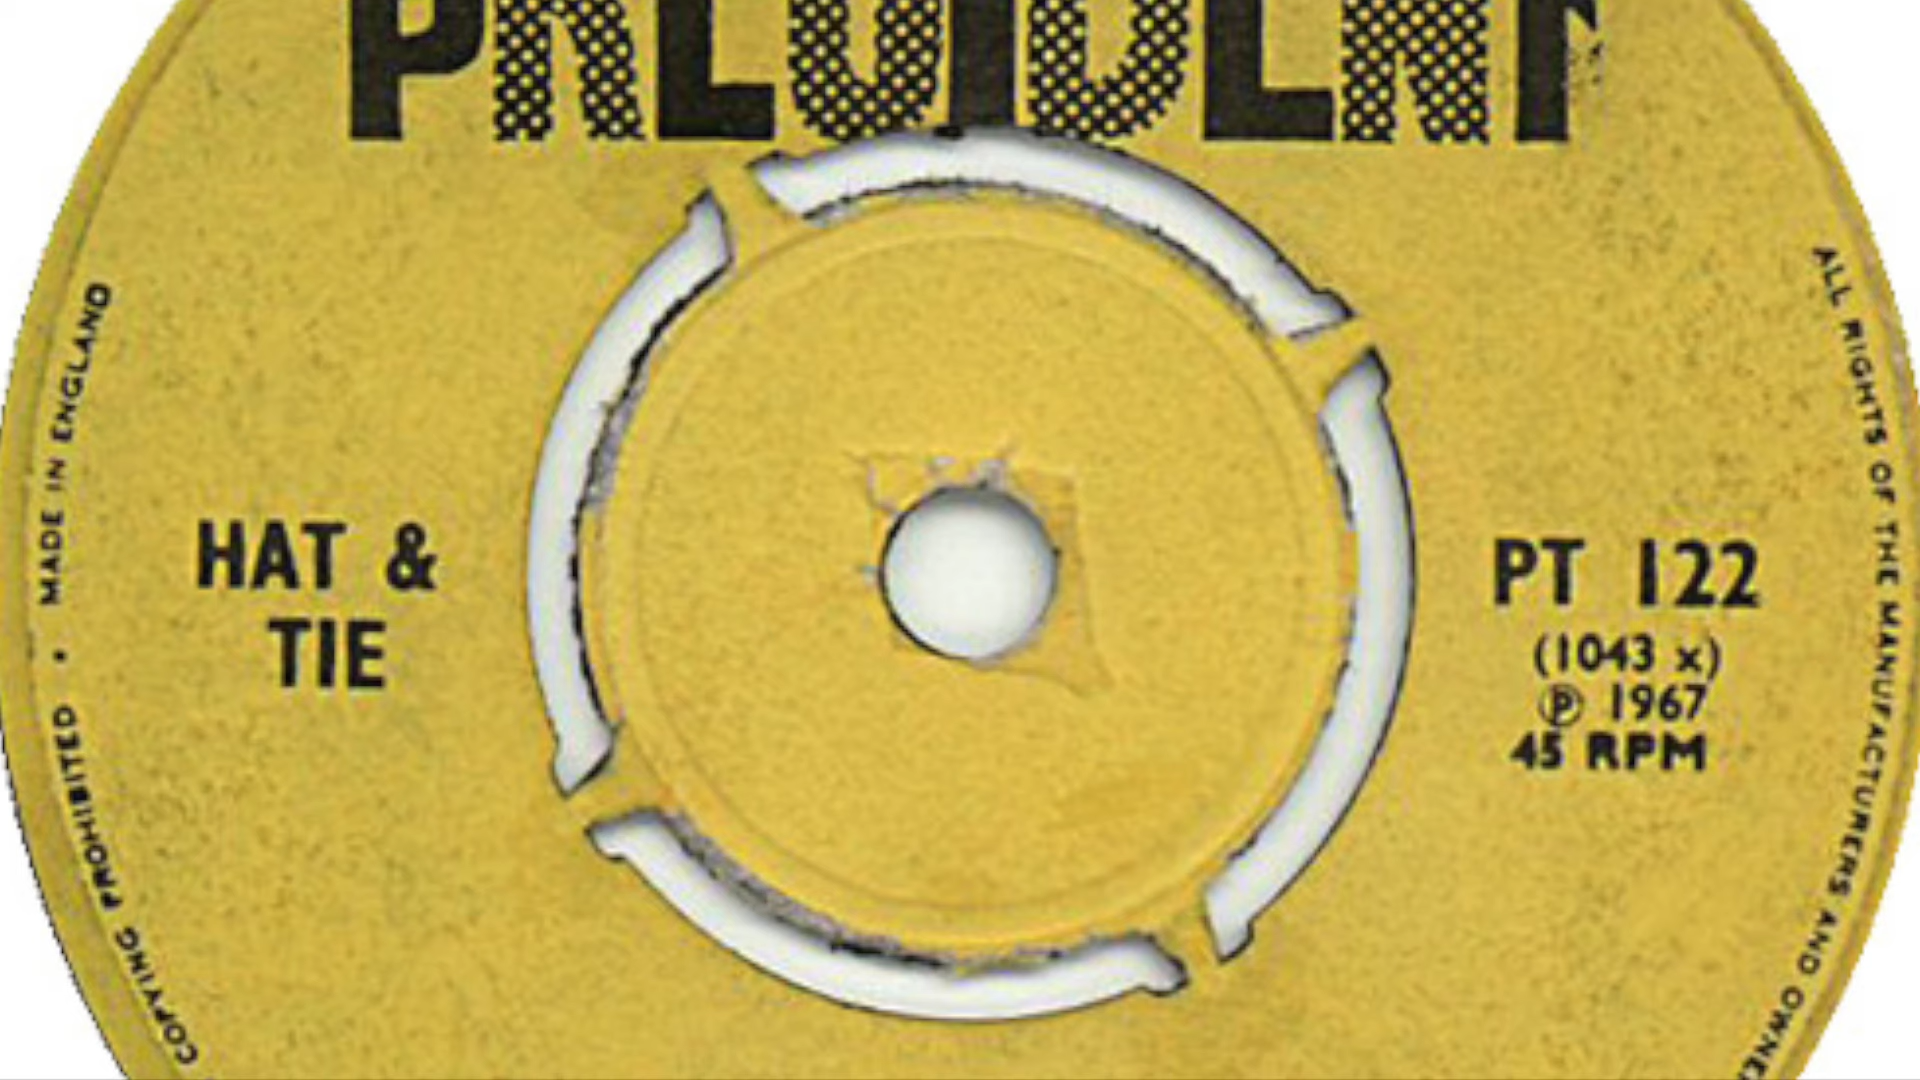 PRESIDENT
MADE IN ENGLAND
COPYING PROHIBITED •
ALL RIGHTS OF THE MANUFACTURERS AND
HAT &
TIE
PT 122
(1043 x)
℗ 1967
45 RPM